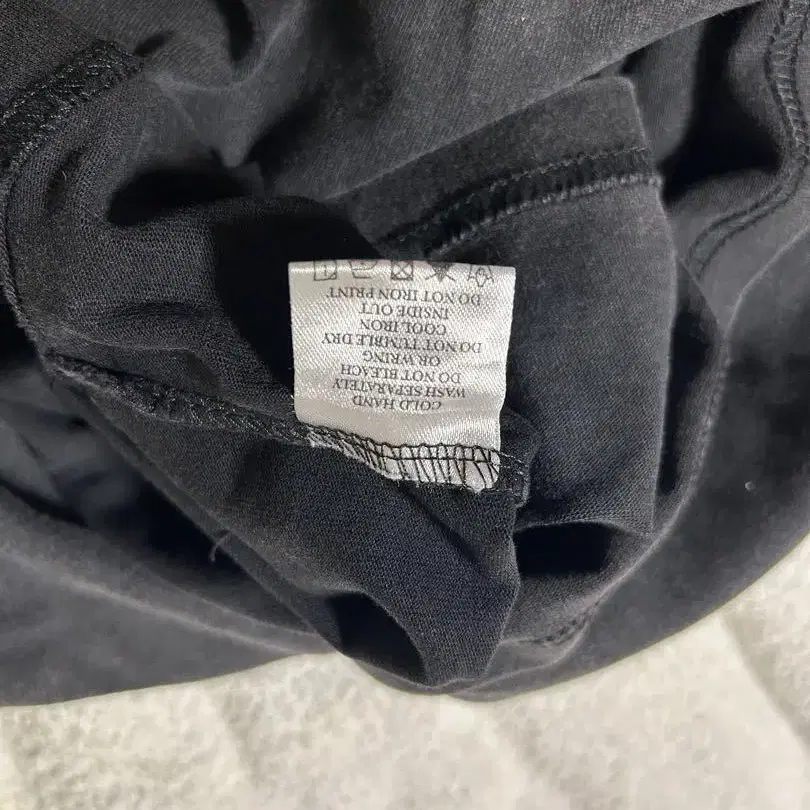 COLD HAND
WASH SEPARATELY
DO NOT BLEACH
OR WRING
DO NOT TUMBLE DRY
COOL IRON
INSIDE OUT
DO NOT IRON PRINT